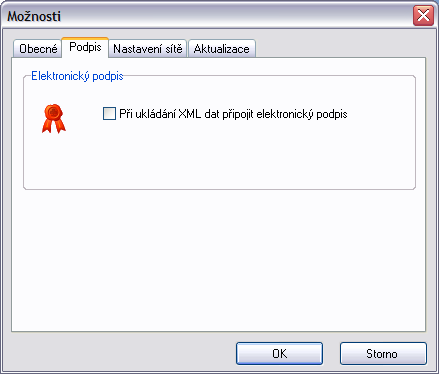 Možnosti
Obecné Podpis Nastavení sítě Aktualizace
Elektronický podpis
Při ukládání XML dat připojit elektronický podpis
OK Storno